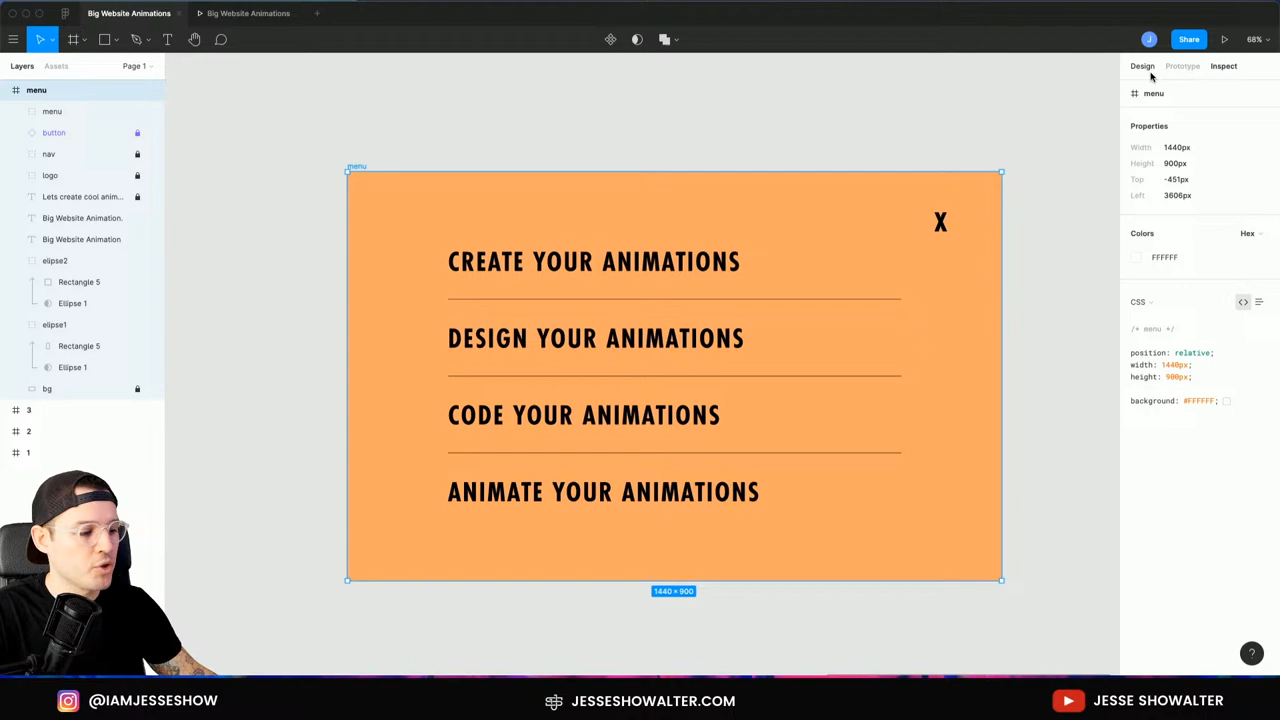 Big Website Animations
Big Website Animations
Share
68%
J
Layers
Assets
Page 1
menu
menu
button
nav
logo
Lets create cool anim...
Big Website Animation.
Big Website Animation
elipse2
Rectangle 5
Ellipse 1
elipse1
Rectangle 5
Ellipse 1
bg
3
2
1
menu
X
CREATE YOUR ANIMATIONS
DESIGN YOUR ANIMATIONS
CODE YOUR ANIMATIONS
ANIMATE YOUR ANIMATIONS
1440 × 900
Design
Prototype
Inspect
menu
Properties
Width 1440px
Height 900px
Top -451px
Left 3606px
Colors
Hex
FFFFFF
CSS
/* menu */
position: relative;
width: 1440px;
height: 900px;
background: #FFFFFF;
?
@IAMJESSESHOW
JESSESHOWALTER.COM
JESSE SHOWALTER